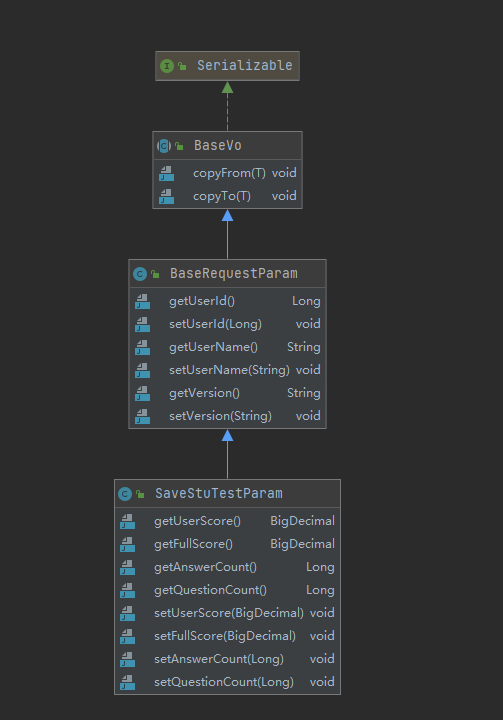 Serializable
BaseVo
copyFrom(T) void
copyTo(T) void
BaseRequestParam
getUserId() Long
setUserId(Long) void
getUserName() String
setUserName(String) void
getVersion() String
setVersion(String) void
SaveStuTestParam
getUserScore() BigDecimal
getFullScore() BigDecimal
getAnswerCount() Long
getQuestionCount() Long
setUserScore(BigDecimal) void
setFullScore(BigDecimal) void
setAnswerCount(Long) void
setQuestionCount(Long) void